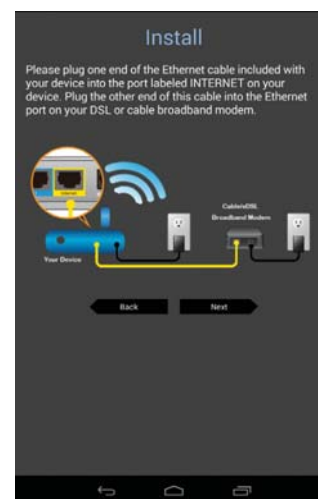 Install
Please plug one end of the Ethernet cable included with
your device into the port labeled INTERNET on your
device. Plug the other end of this cable into the Ethernet
port on your DSL or cable broadband modem.
Internet
Cable/xDSL
Broadband Modem
Your Device
Back Next